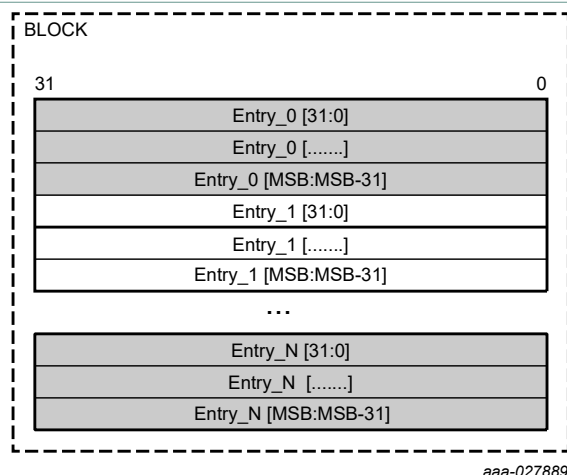 BLOCK
31 0
Entry_0 [31:0]
Entry_0 [.......]
Entry_0 [MSB:MSB-31]
Entry_1 [31:0]
Entry_1 [.......]
Entry_1 [MSB:MSB-31]
...
Entry_N [31:0]
Entry_N [.......]
Entry_N [MSB:MSB-31]
aaa-027889